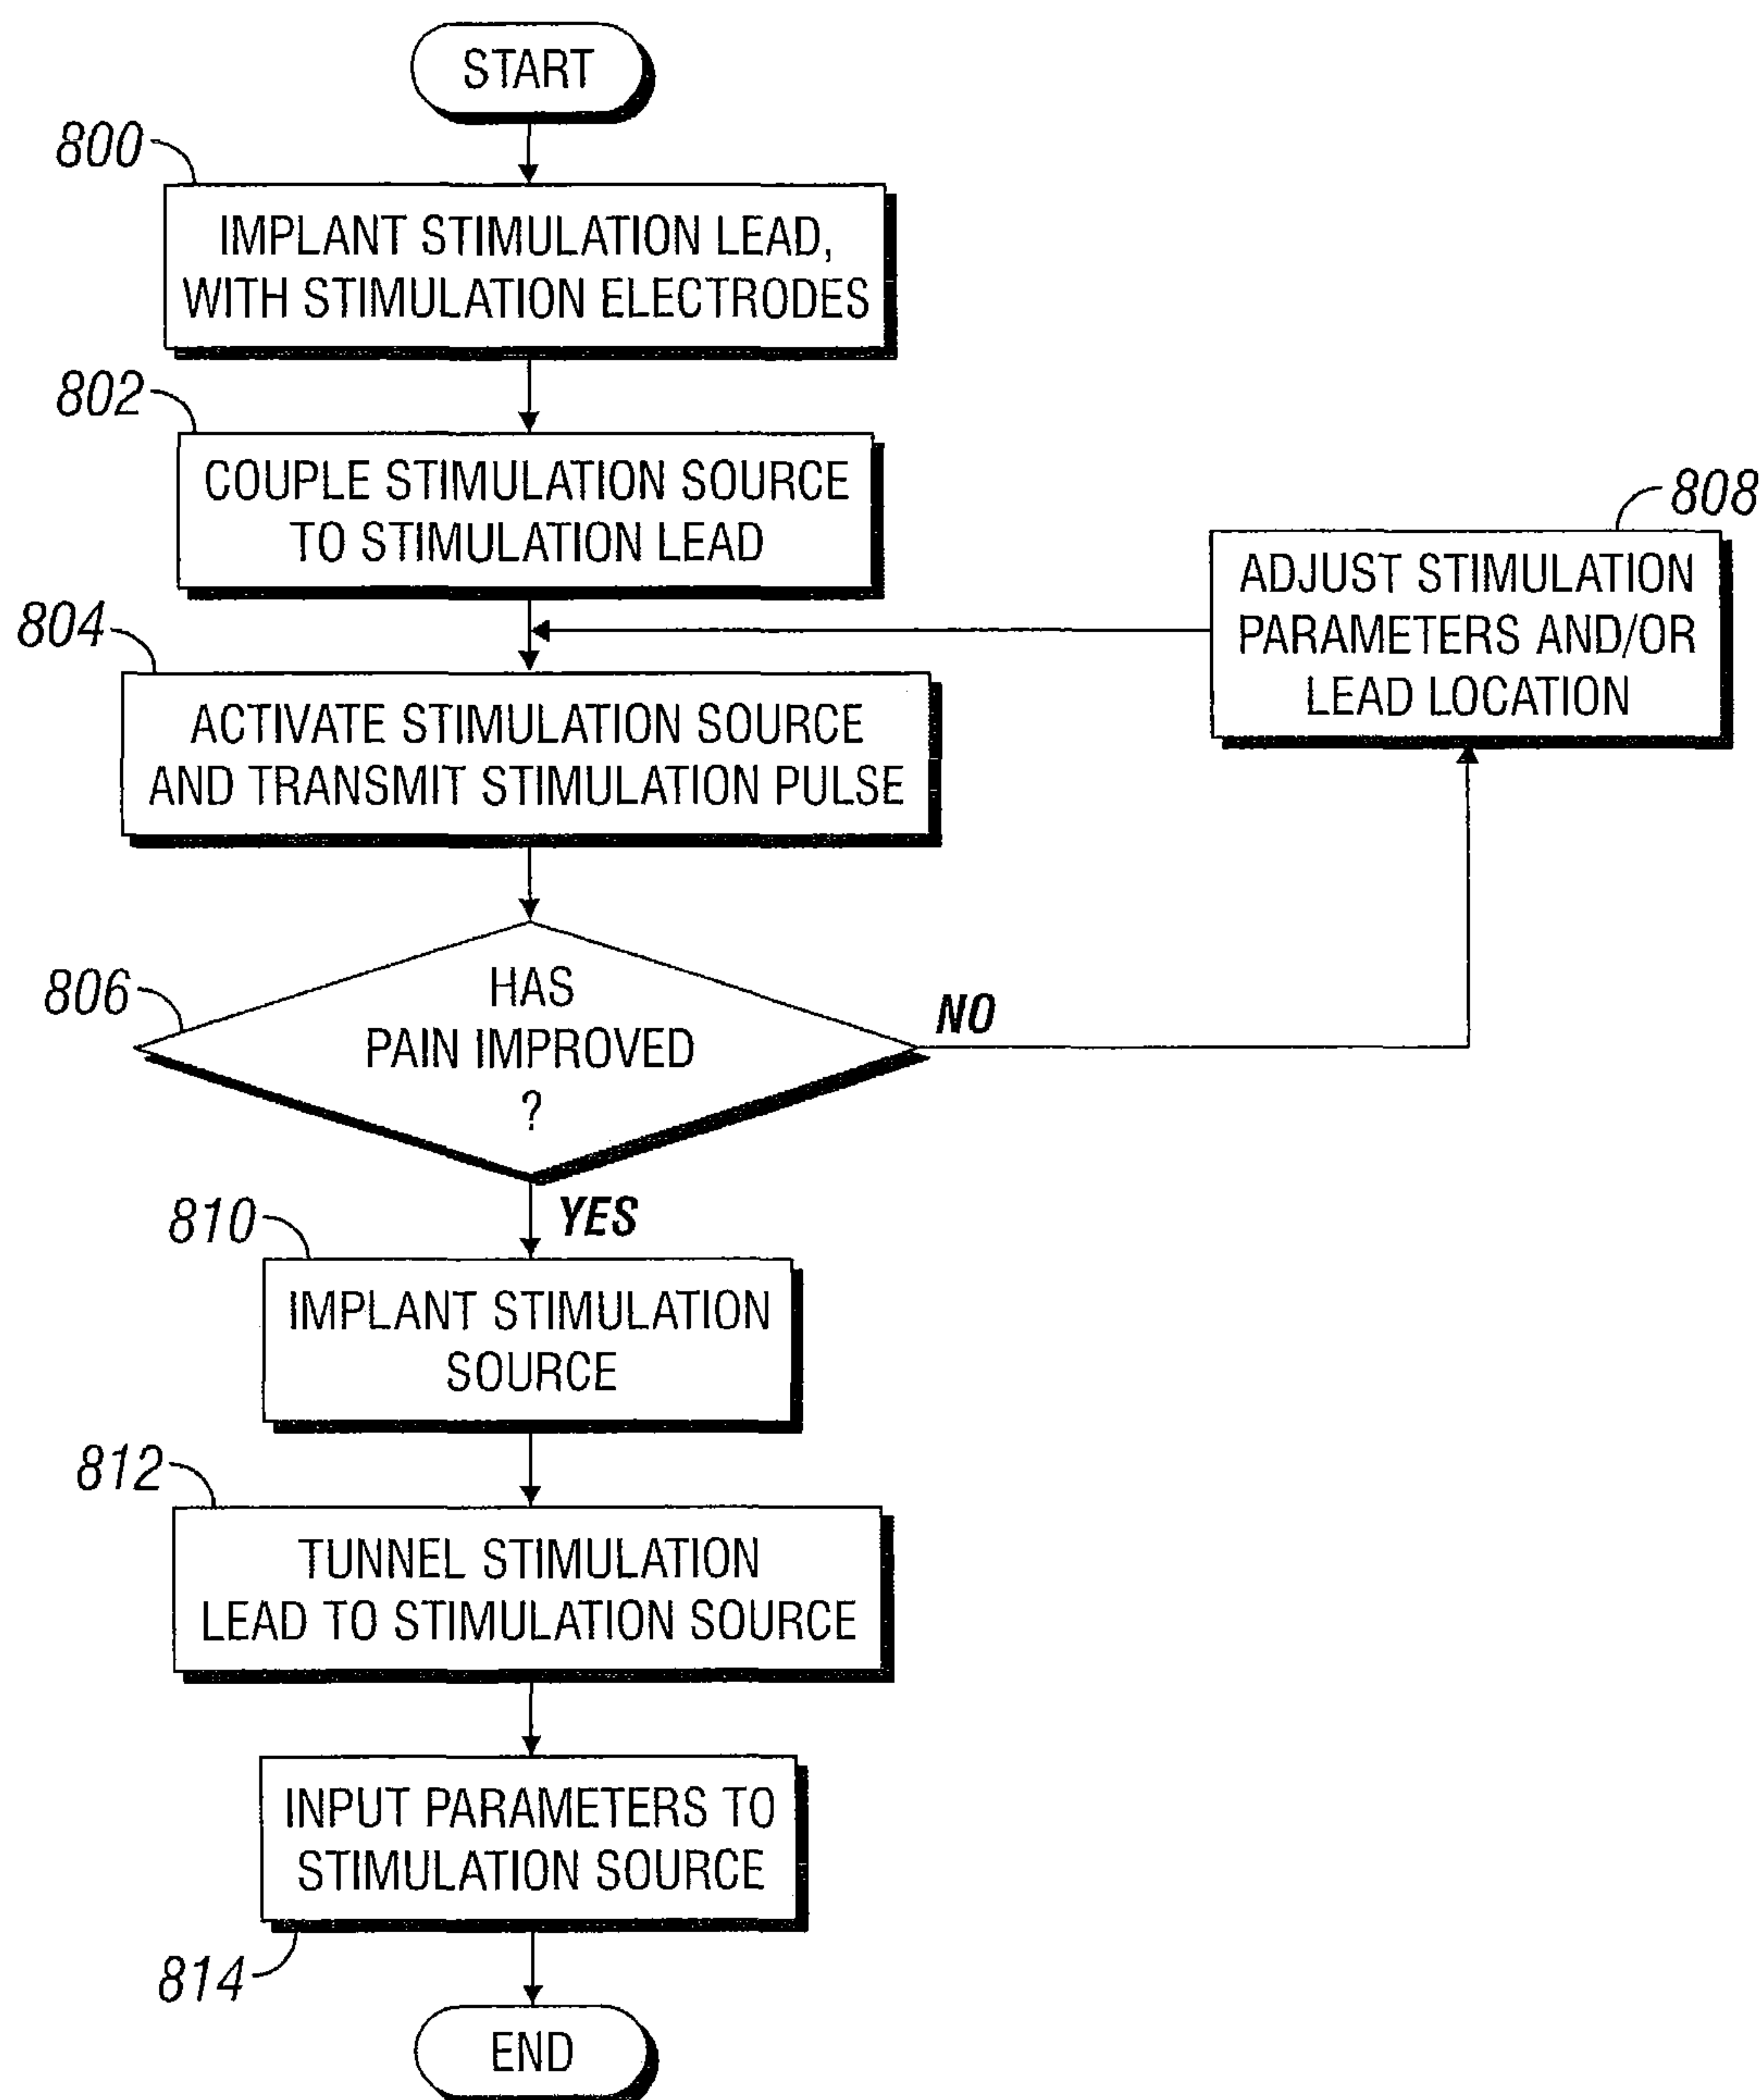 START
800
IMPLANT STIMULATION LEAD,
WITH STIMULATION ELECTRODES
802
COUPLE STIMULATION SOURCE
TO STIMULATION LEAD
808
ADJUST STIMULATION
PARAMETERS AND/OR
LEAD LOCATION
804
ACTIVATE STIMULATION SOURCE
AND TRANSMIT STIMULATION PULSE
806
HAS
PAIN IMPROVED
?
NO
YES
810
IMPLANT STIMULATION
SOURCE
812
TUNNEL STIMULATION
LEAD TO STIMULATION SOURCE
INPUT PARAMETERS TO
STIMULATION SOURCE
814
END